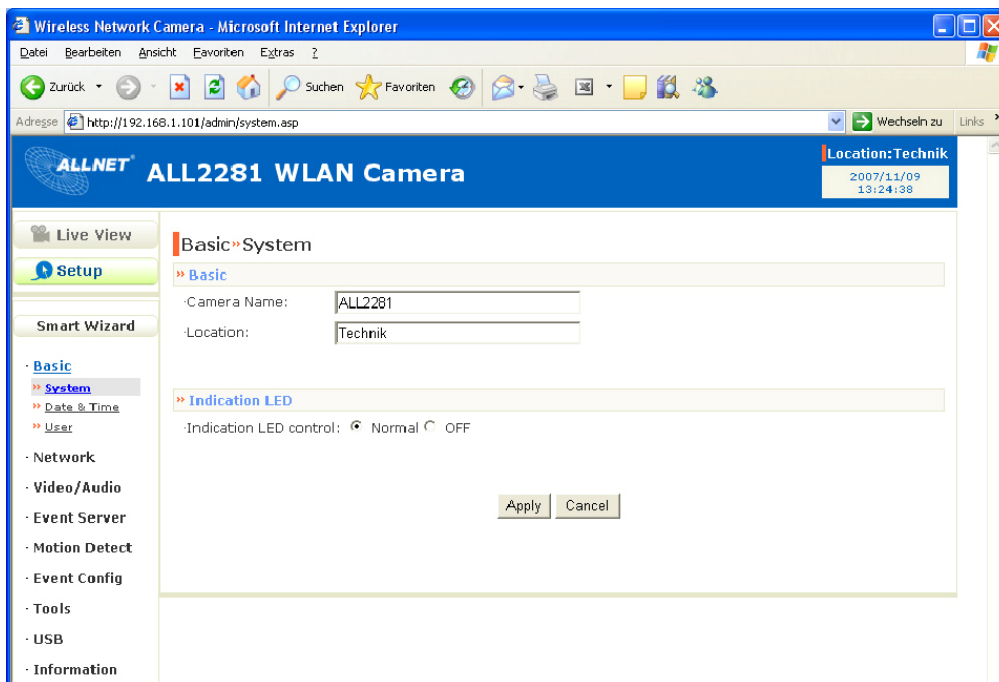 Wireless Network Camera - Microsoft Internet Explorer
Datei Bearbeiten Ansicht Favoriten Extras ?
Zurück Suchen Favoriten
Adresse http://192.168.1.101/admin/system.asp Wechseln zu Links
ALLNET ALL2281 WLAN Camera
Location:Technik
2007/11/09
13:24:38
Live View
Setup
Smart Wizard
· Basic
» System
» Date & Time
» User
· Network
· Video/Audio
· Event Server
· Motion Detect
· Event Config
· Tools
· USB
· Information
Basic»System
» Basic
·Camera Name: ALL2281
·Location: Technik
» Indication LED
·Indication LED control: Normal OFF
Apply Cancel